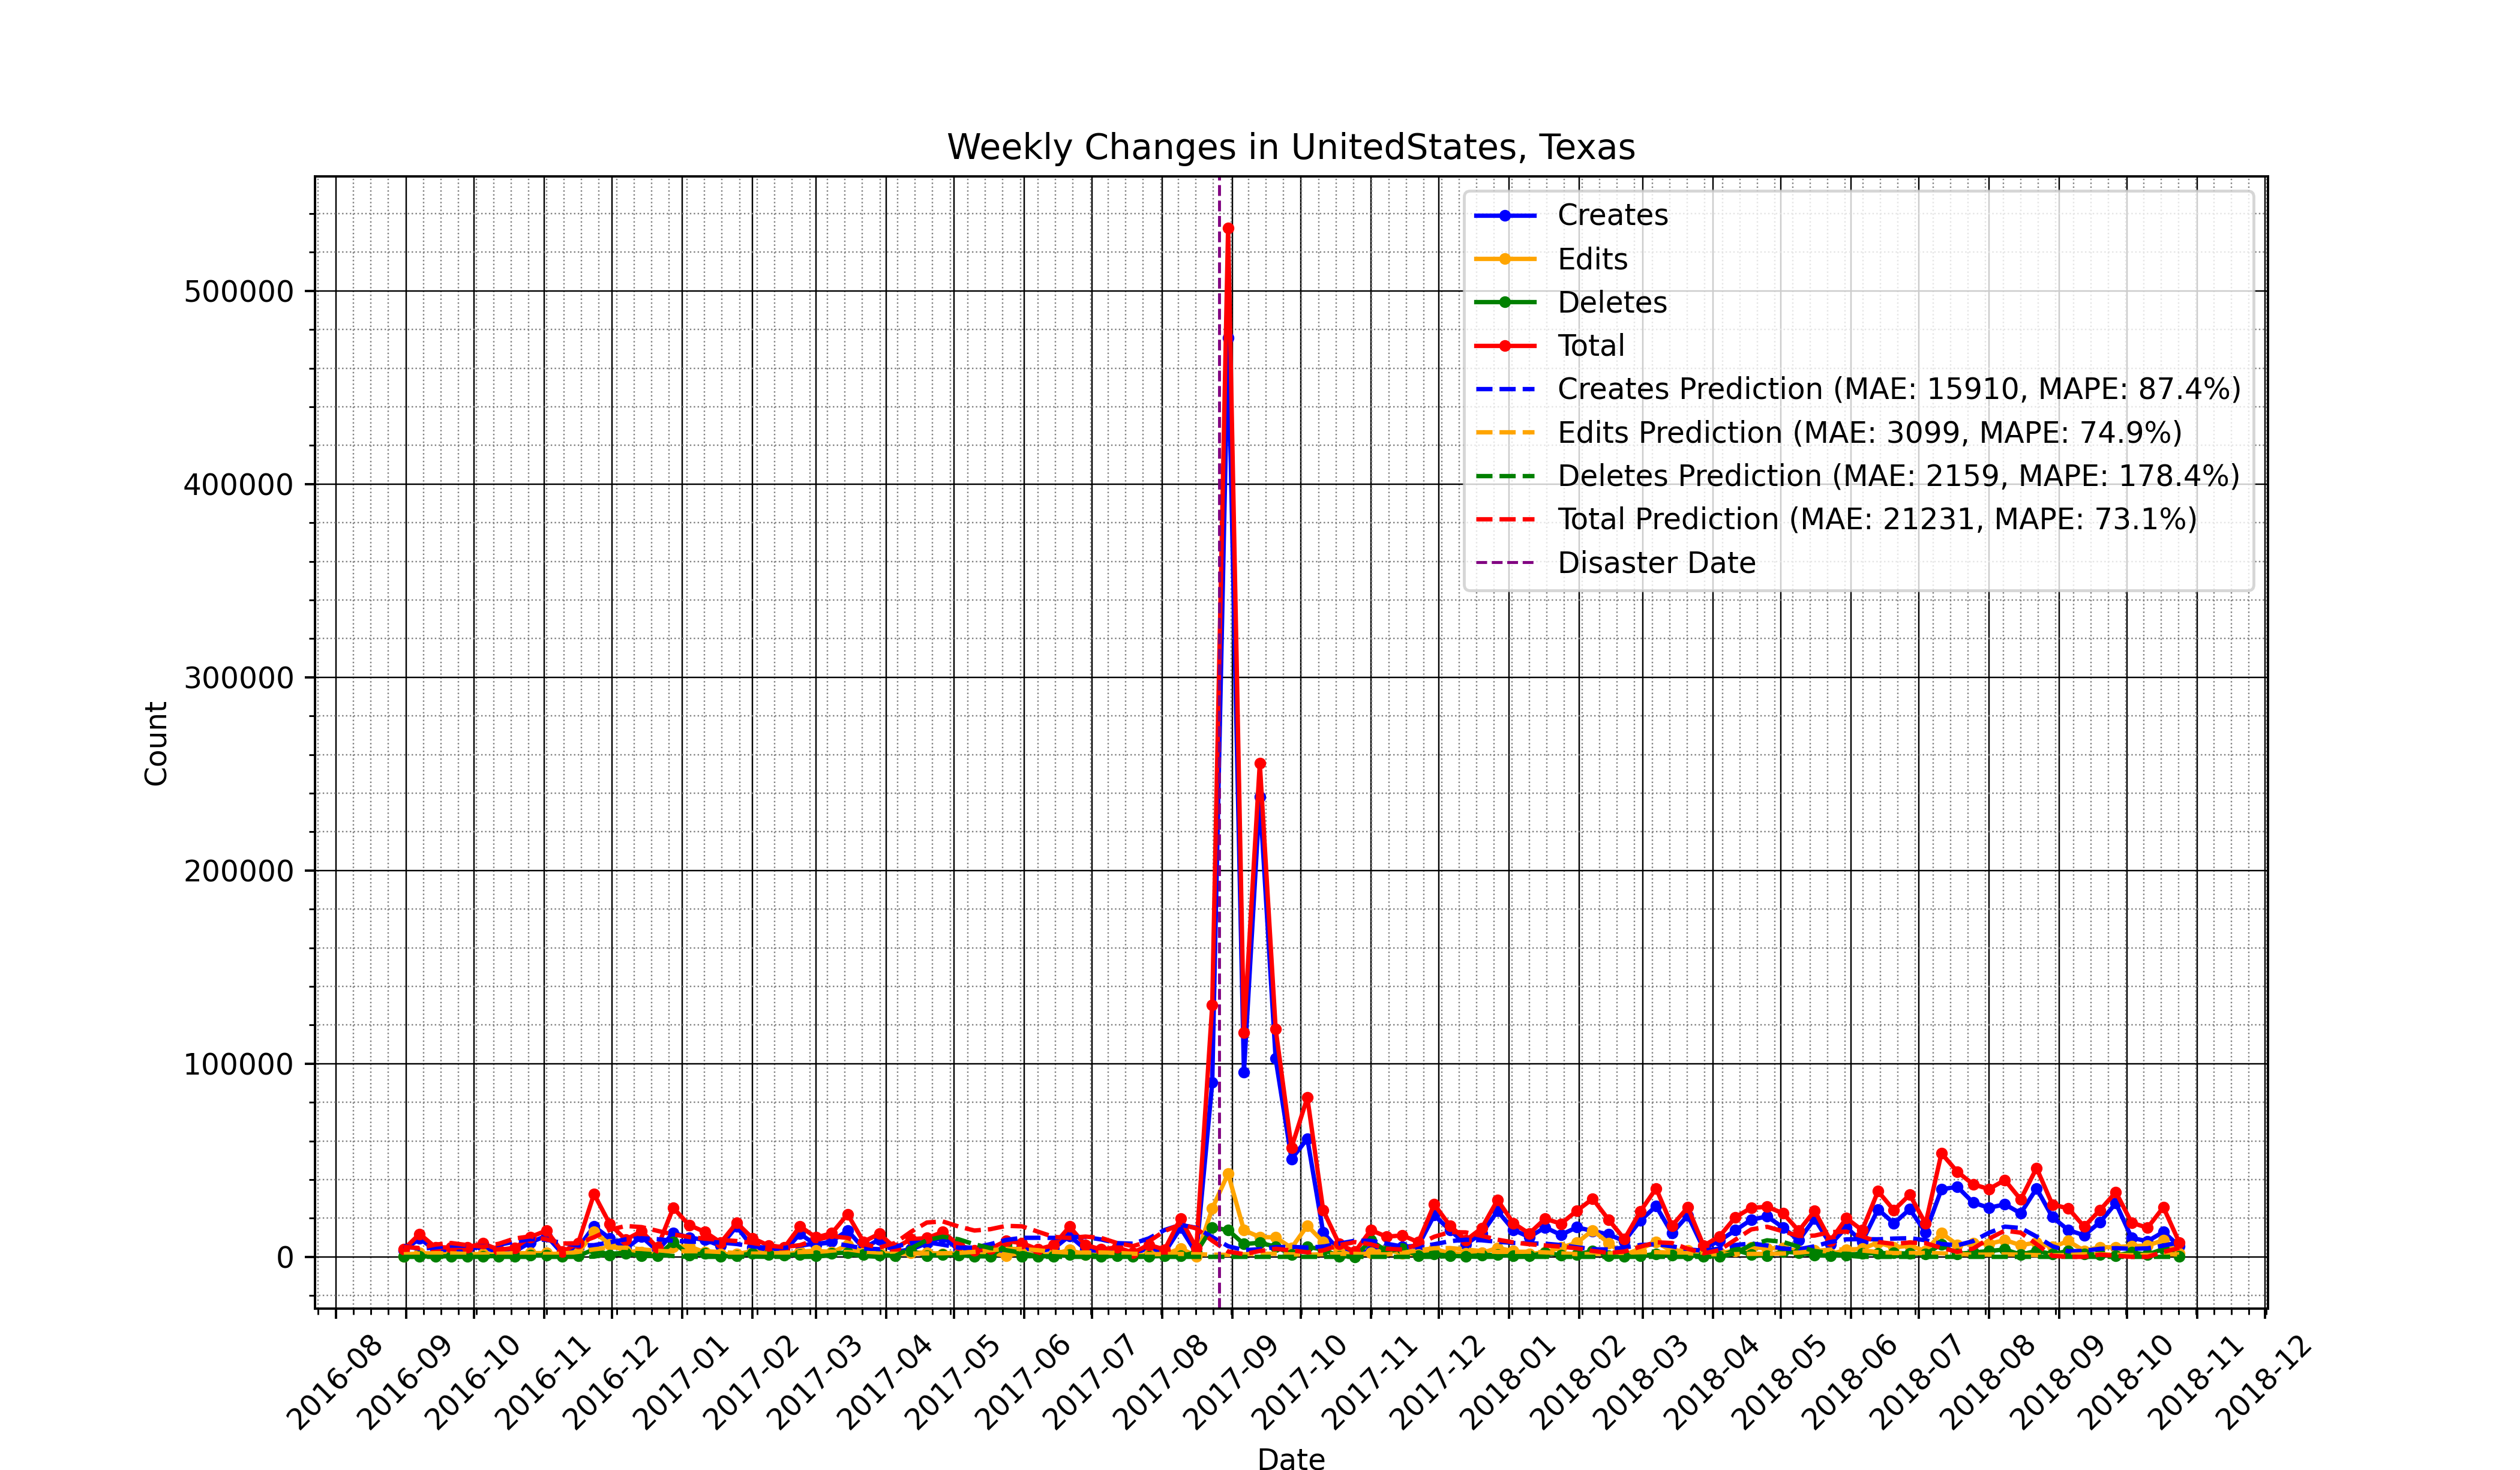 Weekly Changes in UnitedStates, Texas
Creates
Edits
Deletes
Total
Creates Prediction (MAE: 15910, MAPE: 87.4%)
Edits Prediction (MAE: 3099, MAPE: 74.9%)
Deletes Prediction (MAE: 2159, MAPE: 178.4%)
Total Prediction (MAE: 21231, MAPE: 73.1%)
Disaster Date
Count
500000
400000
300000
200000
100000
0
2016-08
2016-09
2016-10
2016-11
2016-12
2017-01
2017-02
2017-03
2017-04
2017-05
2017-06
2017-07
2017-08
2017-09
2017-10
2017-11
2017-12
2018-01
2018-02
2018-03
2018-04
2018-05
2018-06
2018-07
2018-08
2018-09
2018-10
2018-11
2018-12
Date